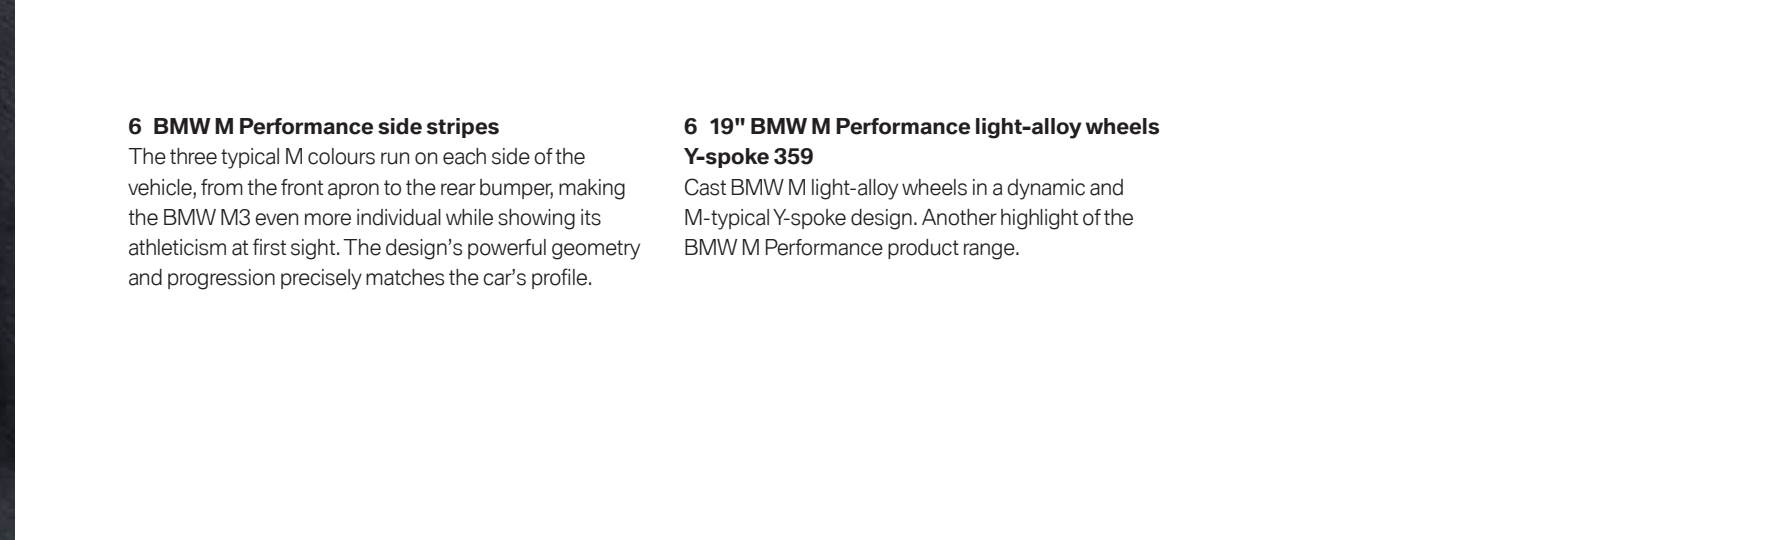 6 BMW M Performance side stripes
The three typical M colours run on each side of the
vehicle, from the front apron to the rear bumper, making
the BMW M3 even more individual while showing its
athleticism at first sight. The design’s powerful geometry
and progression precisely matches the car’s profile.
6 19" BMW M Performance light-alloy wheels
Y-spoke 359
Cast BMW M light-alloy wheels in a dynamic and
M-typical Y-spoke design. Another highlight of the
BMW M Performance product range.